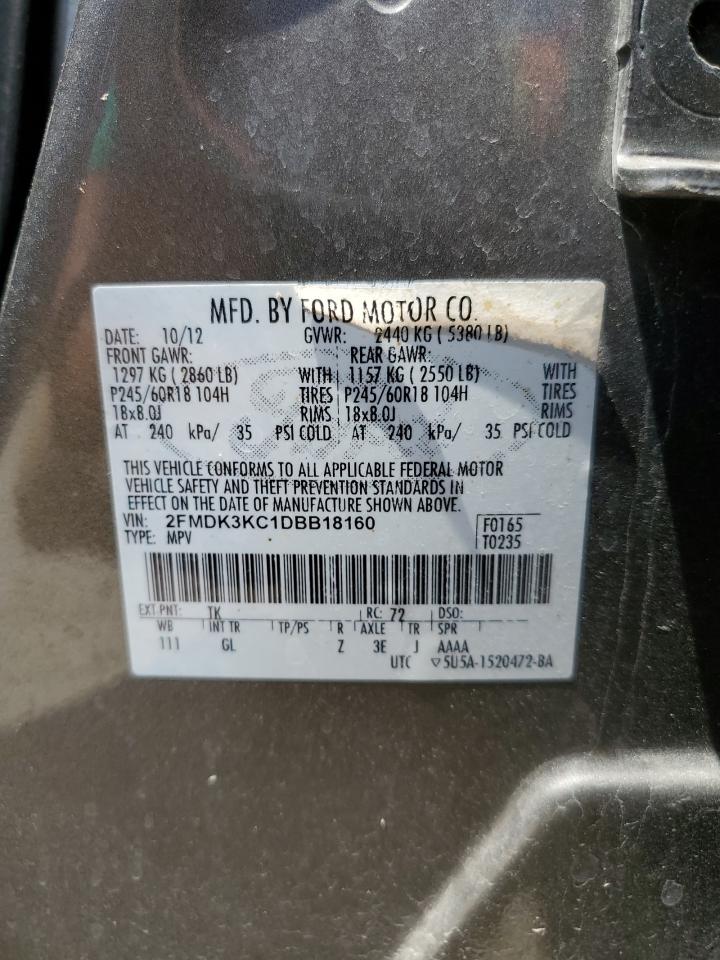 MFD. BY FORD MOTOR CO.
DATE: 10/12 GVWR: 2440 KG ( 5380 LB)
FRONT GAWR: REAR GAWR:
1297 KG ( 2860 LB) WITH 1157 KG ( 2550 LB) WITH
P245/60R18 104H TIRES P245/60R18 104H TIRES
18x8.0J RIMS 18x8.0J RIMS
AT 240 kPa/ 35 PSI COLD AT 240 kPa/ 35 PSI COLD
THIS VEHICLE CONFORMS TO ALL APPLICABLE FEDERAL MOTOR
VEHICLE SAFETY AND THEFT PREVENTION STANDARDS IN
EFFECT ON THE DATE OF MANUFACTURE SHOWN ABOVE.
VIN: 2FMDK3KC1DBB18160 F0165
TYPE: MPV T0235
EXT PNT: TK RC: 72 DSO:
WB INT TR TP/PS R AXLE TR SPR
111 GL Z 3E J AAAA
UTC ▽5U5A-1520472-BA